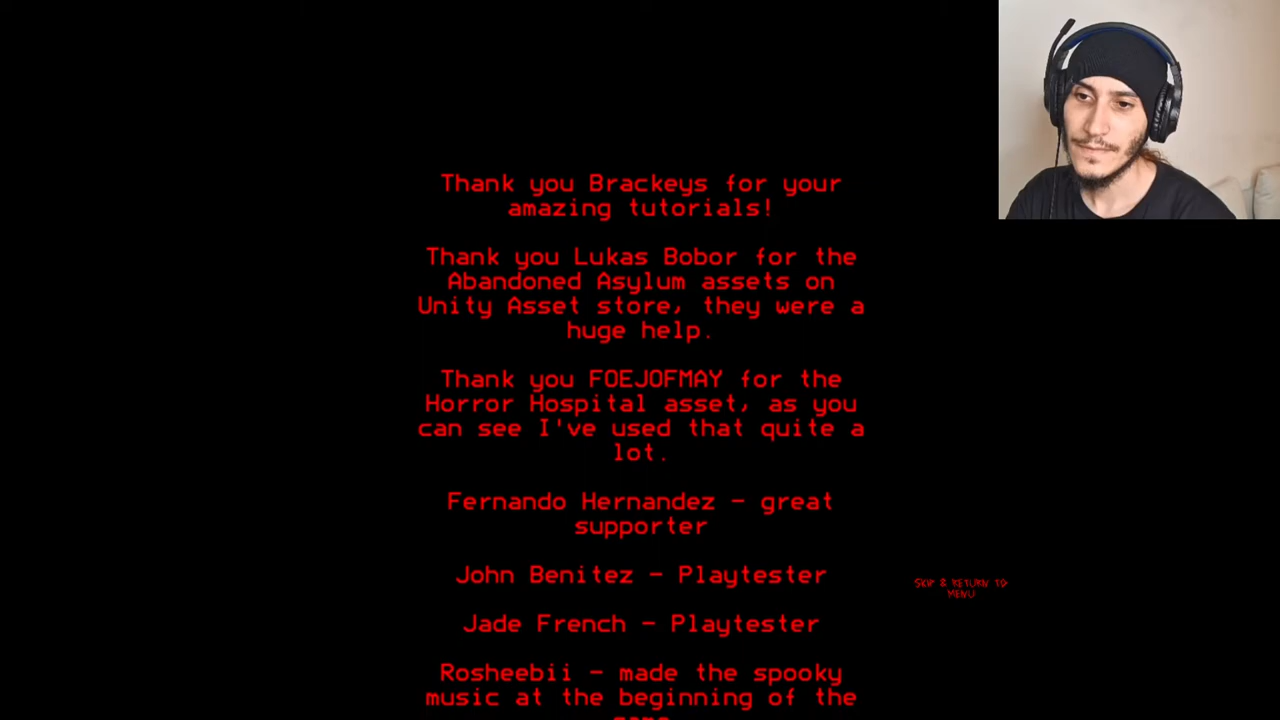 Thank you Brackeys for your
amazing tutorials!
Thank you Lukas Bobor for the
Abandoned Asylum assets on
Unity Asset store, they were a
huge help.
Thank you FOEJOFMAY for the
Horror Hospital asset, as you
can see I've used that quite a
lot.
Fernando Hernandez - great
supporter
John Benitez - Playtester
Jade French - Playtester
SKIP & RETURN TO
MENU
Rosheebii - made the spooky
music at the beginning of the